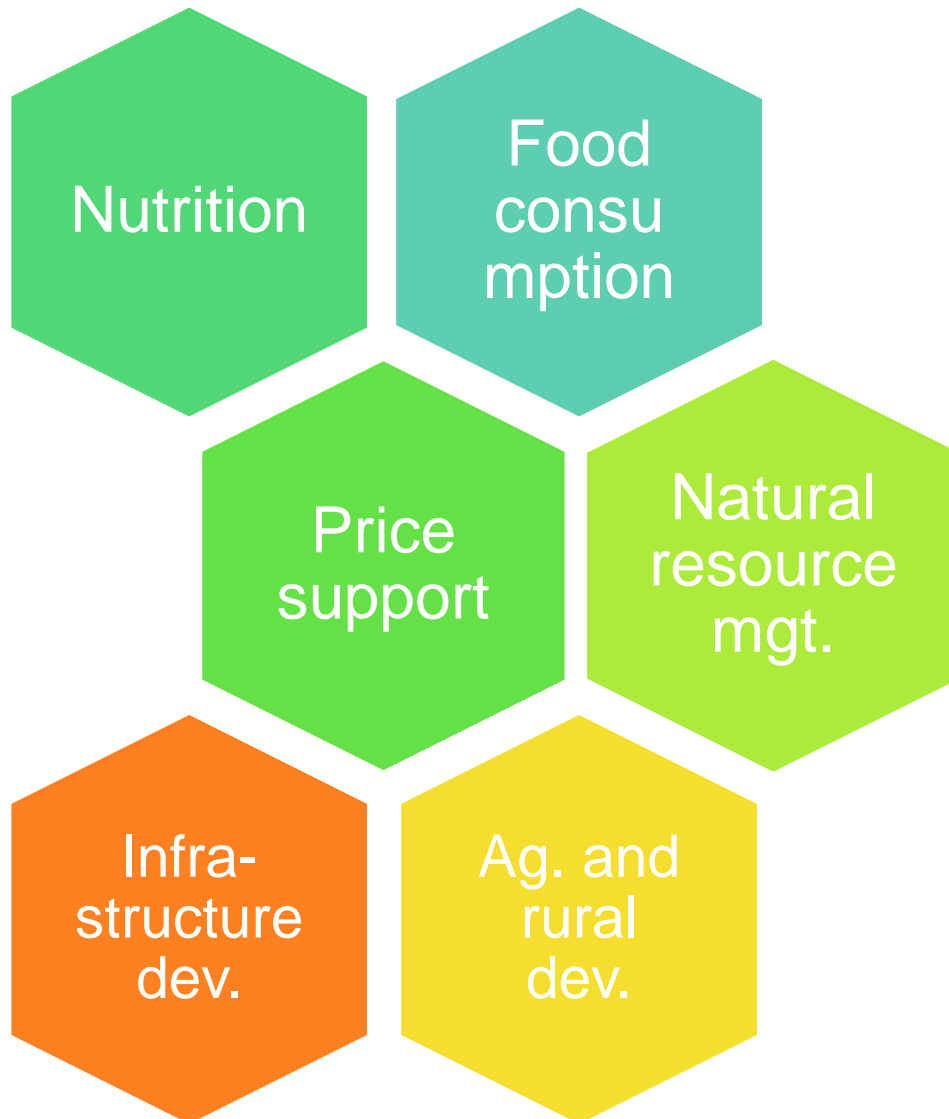 Nutrition
Food
consu
mption
Price
support
Natural
resource
mgt.
Infra-
structure
dev.
Ag. and
rural
dev.